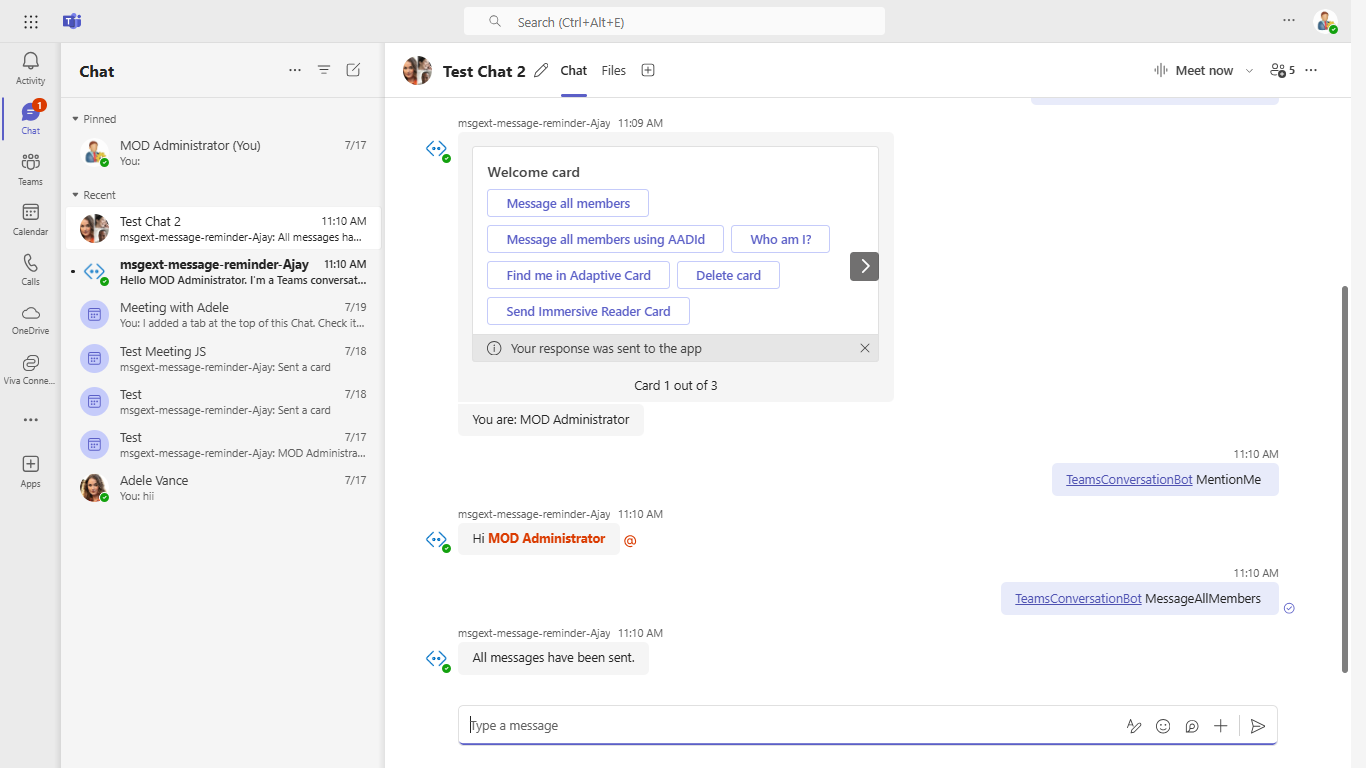 Search (Ctrl+Alt+E)
Activity
1
Chat
Teams
Calendar
Calls
OneDrive
Viva Conne...
Apps
Chat
Pinned
MOD Administrator (You) 7/17
You:
Recent
Test Chat 2 11:10 AM
msgext-message-reminder-Ajay: All messages ha...
msgext-message-reminder-Ajay 11:10 AM
Hello MOD Administrator. I'm a Teams conversat...
Meeting with Adele 7/19
You: I added a tab at the top of this Chat. Check it...
Test Meeting JS 7/18
msgext-message-reminder-Ajay: Sent a card
Test 7/18
msgext-message-reminder-Ajay: Sent a card
Test 7/17
msgext-message-reminder-Ajay: MOD Administra...
Adele Vance 7/17
You: hii
Test Chat 2 Chat Files Meet now 5
msgext-message-reminder-Ajay 11:09 AM
Welcome card
Message all members
Message all members using AADId Who am I?
Find me in Adaptive Card Delete card
Send Immersive Reader Card
Your response was sent to the app
Card 1 out of 3
You are: MOD Administrator
11:10 AM
TeamsConversationBot MentionMe
msgext-message-reminder-Ajay 11:10 AM
Hi MOD Administrator @
11:10 AM
TeamsConversationBot MessageAllMembers
msgext-message-reminder-Ajay 11:10 AM
All messages have been sent.
Type a message